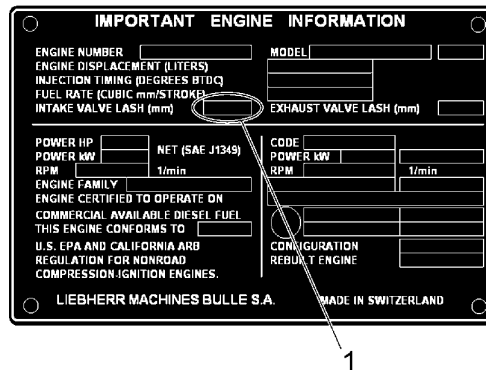 IMPORTANT ENGINE INFORMATION
ENGINE NUMBER MODEL
ENGINE DISPLACEMENT (LITERS)
INJECTION TIMING (DEGREES BTDC)
FUEL RATE (CUBIC mm/STROKE)
INTAKE VALVE LASH (mm) EXHAUST VALVE LASH (mm)
POWER HP NET (SAE J1349) CODE
POWER kW POWER kW
RPM 1/min RPM 1/min
ENGINE FAMILY
ENGINE CERTIFIED TO OPERATE ON
COMMERCIAL AVAILABLE DIESEL FUEL
THIS ENGINE CONFORMS TO
U.S. EPA AND CALIFORNIA ARB CONFIGURATION
REGULATION FOR NONROAD REBUILT ENGINE
COMPRESSION-IGNITION ENGINES.
LIEBHERR MACHINES BULLE S.A. MADE IN SWITZERLAND
1